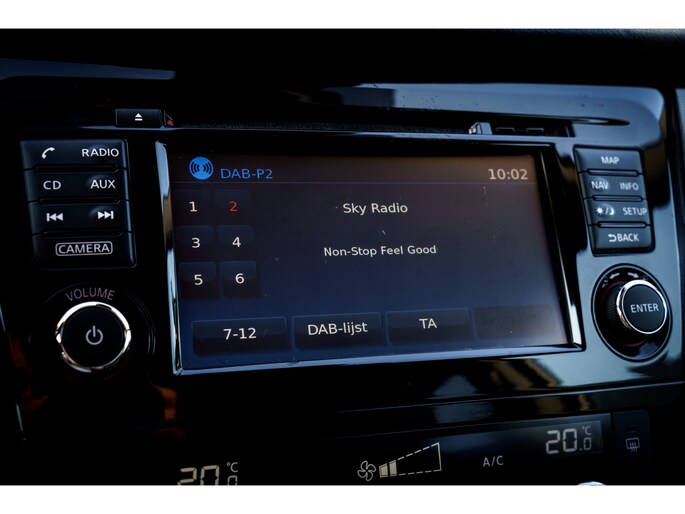 RADIO
CD AUX
CAMERA
VOLUME
DAB-P2 10:02
1 2
3 4
5 6
Sky Radio
Non-Stop Feel Good
7-12 DAB-lijst TA
MAP
NAV INFO
SETUP
BACK
ENTER
20.0 °C
A/C
20.0 °C